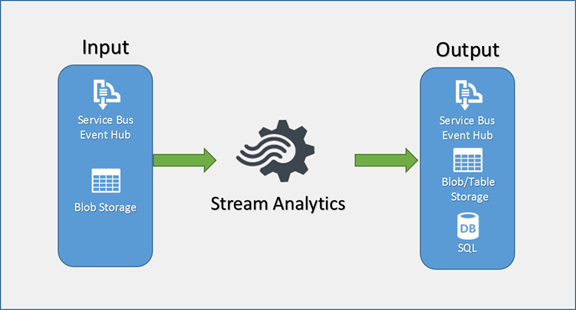 Input
Service Bus
Event Hub
Blob Storage
Stream Analytics
Output
Service Bus
Event Hub
Blob/Table
Storage
DB
SQL